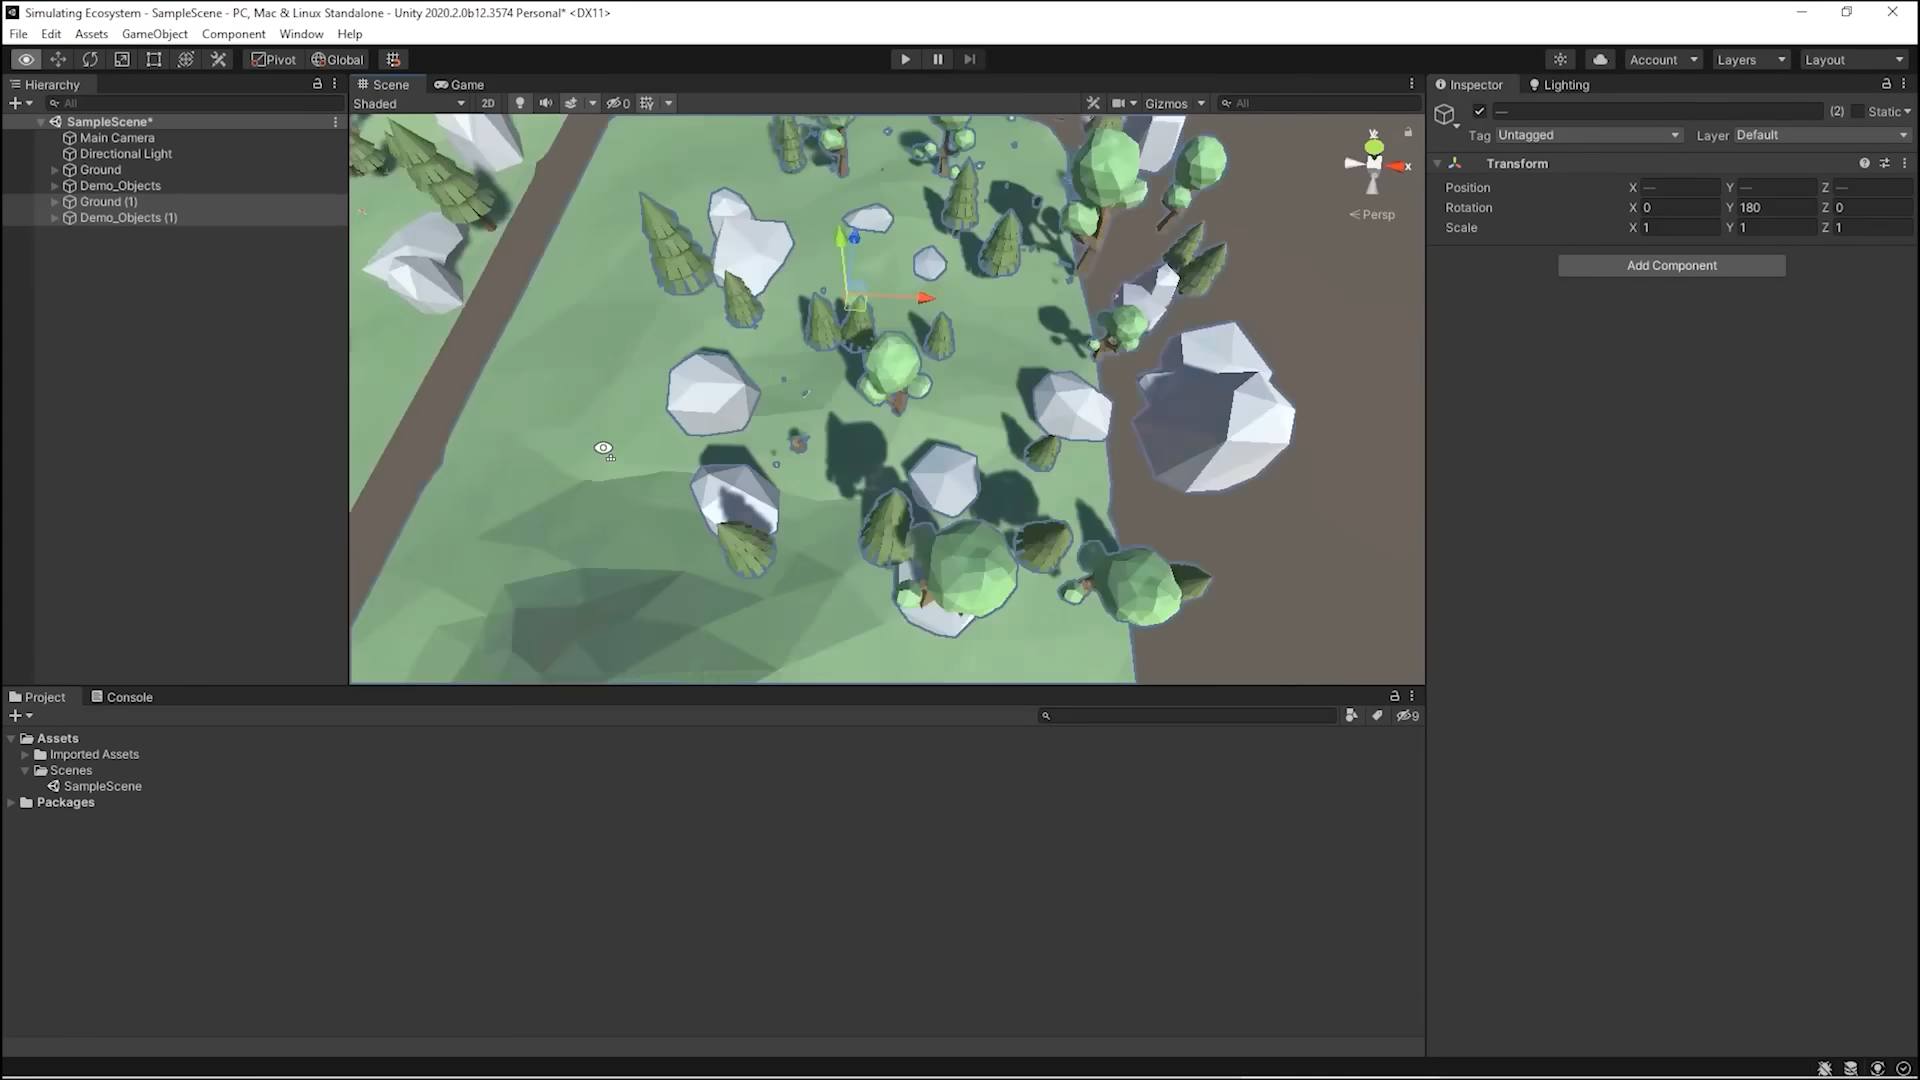 Simulating Ecosystem - SampleScene - PC, Mac & Linux Standalone - Unity 2020.2.0b12.3574 Personal* <DX11>
File Edit Assets GameObject Component Window Help
Pivot Global Account Layers Layout
Hierarchy
All
SampleScene*
Main Camera
Directional Light
Ground
Demo_Objects
Ground (1)
Demo_Objects (1)
Scene Game
Shaded 2D 0 Gizmos All
y
x
Persp
Inspector Lighting
— (2) Static
Tag Untagged Layer Default
Transform
Position X — Y — Z —
Rotation X 0 Y 180 Z 0
Scale X 1 Y 1 Z 1
Add Component
Project Console
9
Assets
Imported Assets
Scenes
SampleScene
Packages